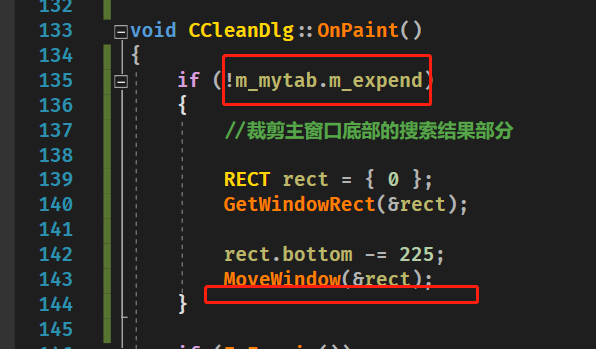 132
133 void CCleanDlg::OnPaint()
134 {
135 if (!m_mytab.m_expend)
136 {
137 //裁剪主窗口底部的搜索结果部分
138
139 RECT rect = { 0 };
140 GetWindowRect(&rect);
141
142 rect.bottom -= 225;
143 MoveWindow(&rect);
144 }
145